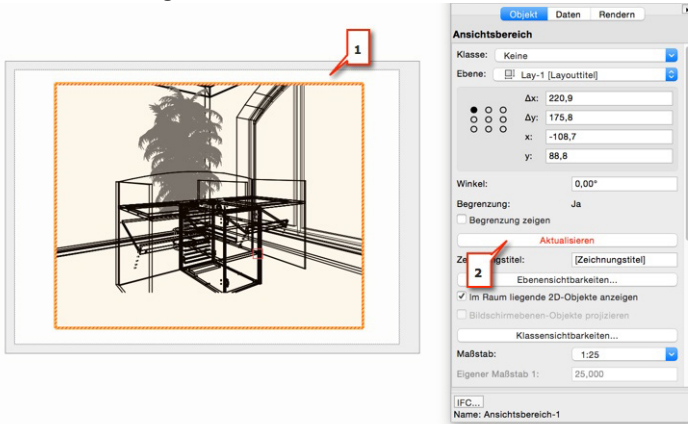 1
Objekt Daten Rendern
Ansichtsbereich
Klasse: Keine
Ebene: Lay-1 [Layouttitel]
Δx: 220,9
Δy: 175,8
x: -108,7
y: 88,8
Winkel: 0,00°
Begrenzung: Ja
Begrenzung zeigen
Aktualisieren
2
[Zeichnungstitel]
Ebenensichtbarkeiten...
Im Raum liegende 2D-Objekte anzeigen
Bildschirmebenen-Objekte projizieren
Klassensichtbarkeiten...
Maßstab: 1:25
Eigener Maßstab 1: 25,000
IFC...
Name: Ansichtsbereich-1